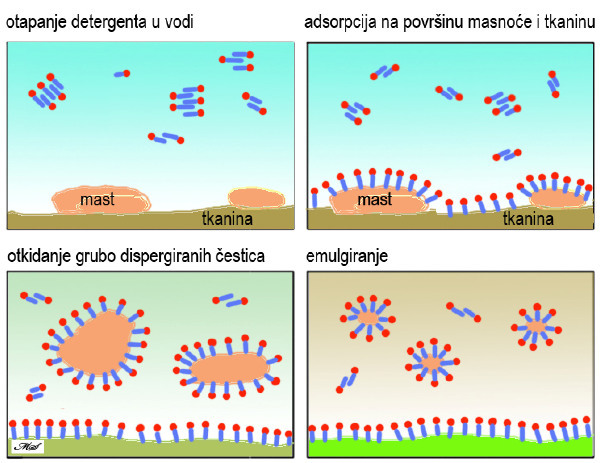 otapanje detergenta u vodi
adsorpcija na površinu masnoće i tkaninu
mast
tkanina
mast
tkanina
otkidanje grubo dispergiranih čestica
emulgiranje